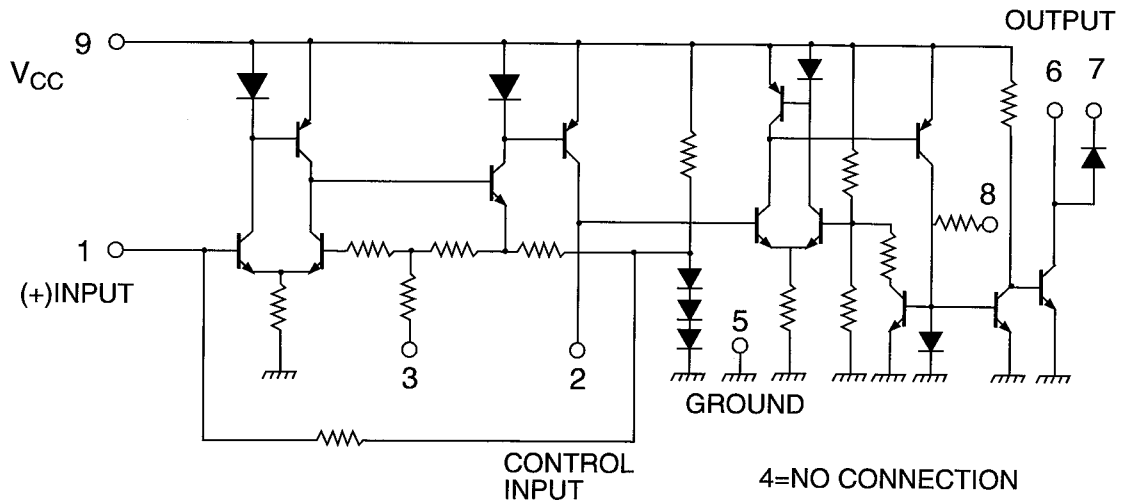 OUTPUT
9
6
7
VCC
8
1
(+)INPUT
5
3
2
GROUND
CONTROL
INPUT
4=NO CONNECTION